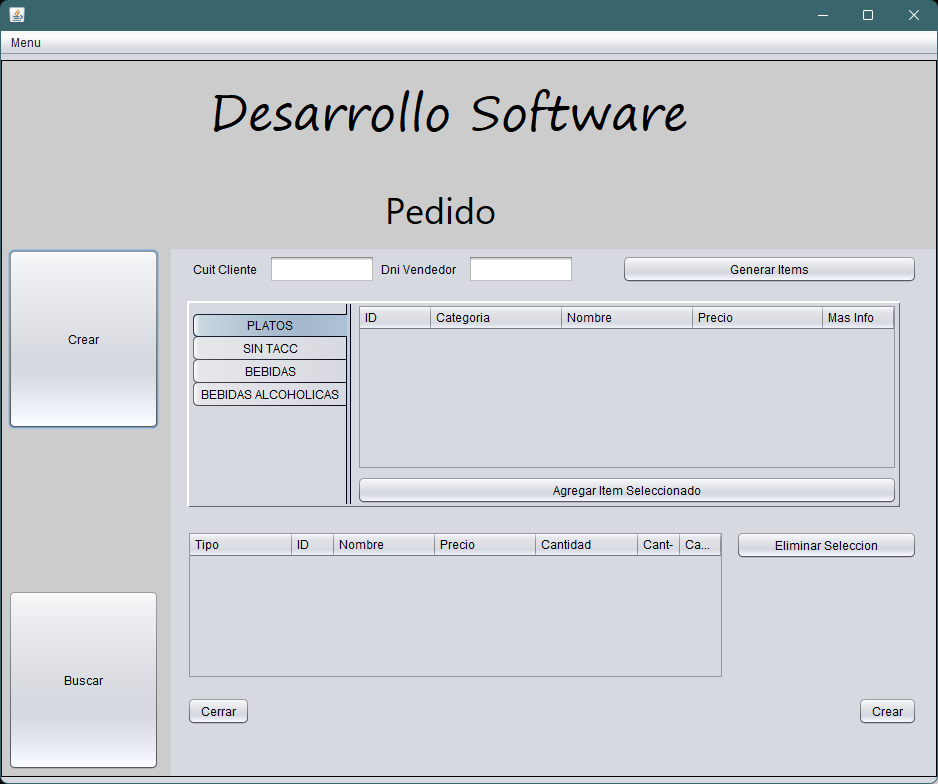 Menu
Desarrollo Software
Pedido
Crear
Cuit Cliente
Dni Vendedor
Generar Items
PLATOS
SIN TACC
BEBIDAS
BEBIDAS ALCOHOLICAS
ID Categoria Nombre Precio Mas Info
Agregar Item Seleccionado
Tipo ID Nombre Precio Cantidad Cant- Ca...
Eliminar Seleccion
Buscar
Cerrar
Crear